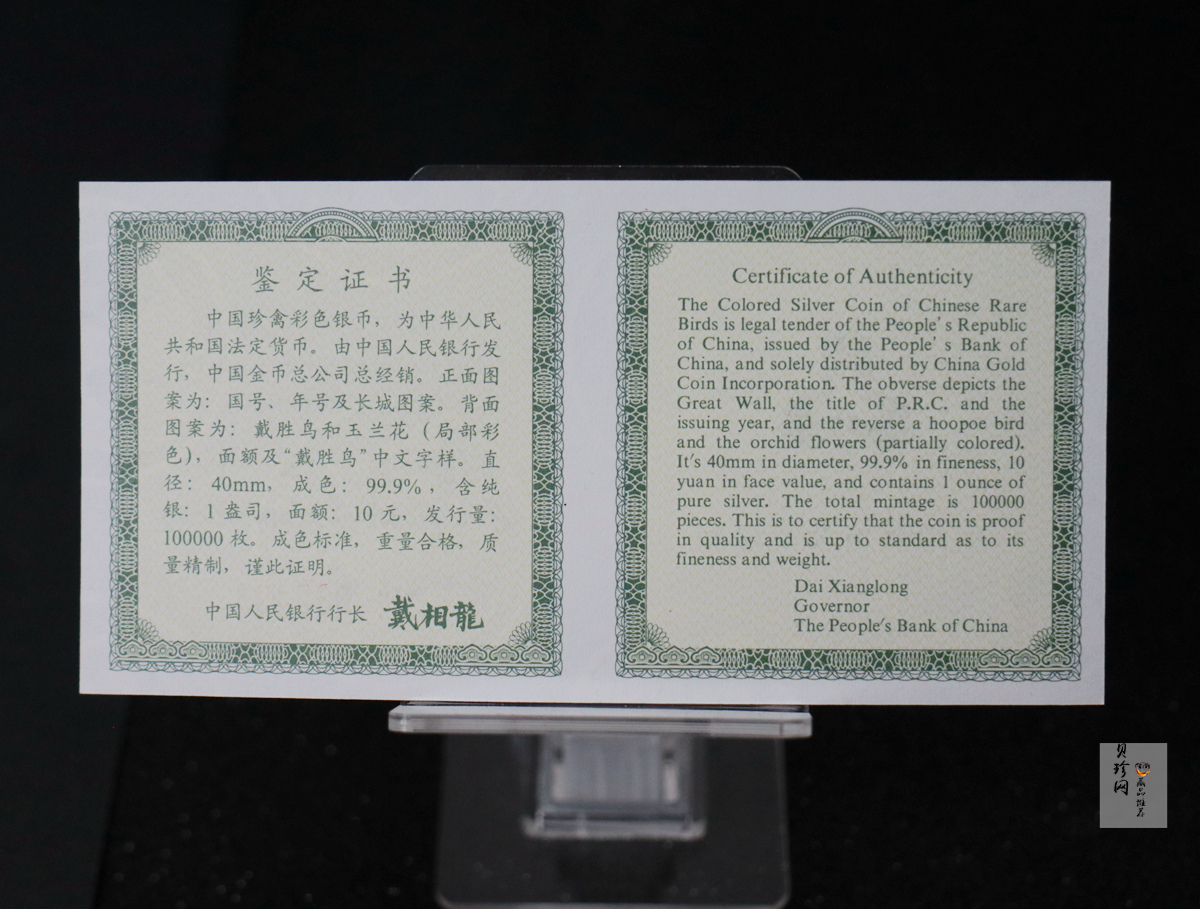 鉴定证书
中国珍禽彩色银币，为中华人民
共和国法定货币。由中国人民银行发
行，中国金币总公司总经销。正面图
案为：国号、年号及长城图案。背面
图案为：戴胜鸟和玉兰花（局部彩
色），面额及“戴胜鸟”中文字样。直
径：40mm，成色：99.9%，含纯
银：1盎司，面额：10元，发行量：
100000枚。成色标准，重量合格，质
量精制，谨此证明。
中国人民银行行长 戴相龍
Certificate of Authenticity
The Colored Silver Coin of Chinese Rare
Birds is legal tender of the People's Republic
of China, issued by the People's Bank of
China, and solely distributed by China Gold
Coin Incorporation. The obverse depicts the
Great Wall, the title of P.R.C. and the
issuing year, and the reverse a hoopoe bird
and the orchid flowers (partially colored).
It's 40mm in diameter, 99.9% in fineness, 10
yuan in face value, and contains 1 ounce of
pure silver. The total mintage is 100000
pieces. This is to certify that the coin is proof
in quality and is up to standard as to its
fineness and weight.
Dai Xianglong
Governor
The People's Bank of China
贝珍网
商品推荐